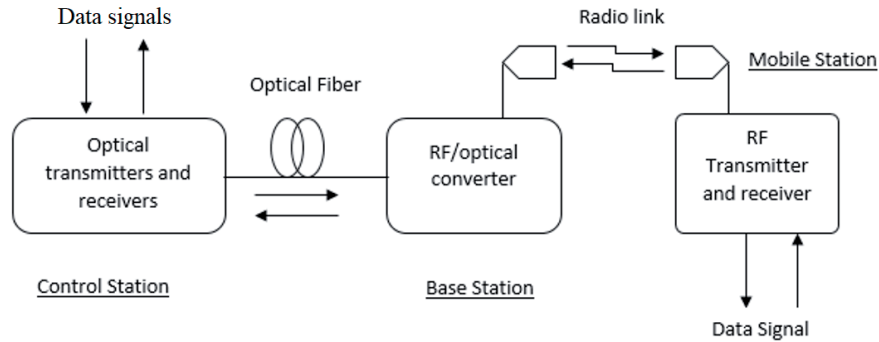 Data signals
Radio link
Mobile Station
Optical Fiber
Optical
transmitters and
receivers
RF/optical
converter
RF
Transmitter
and receiver
Control Station
Base Station
Data Signal